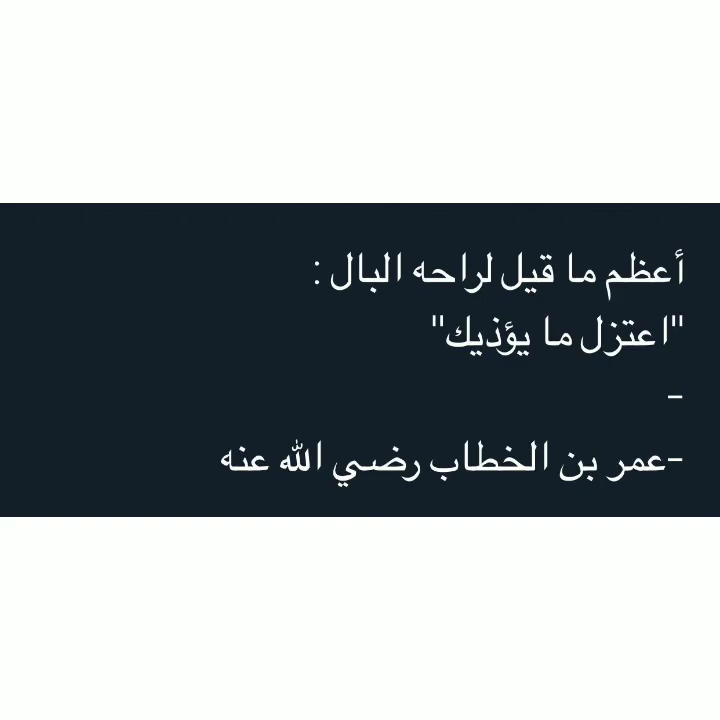 أعظم ما قيل لراحه البال :
"اعتزل ما يؤذيك"
-
-عمر بن الخطاب رضي الله عنه